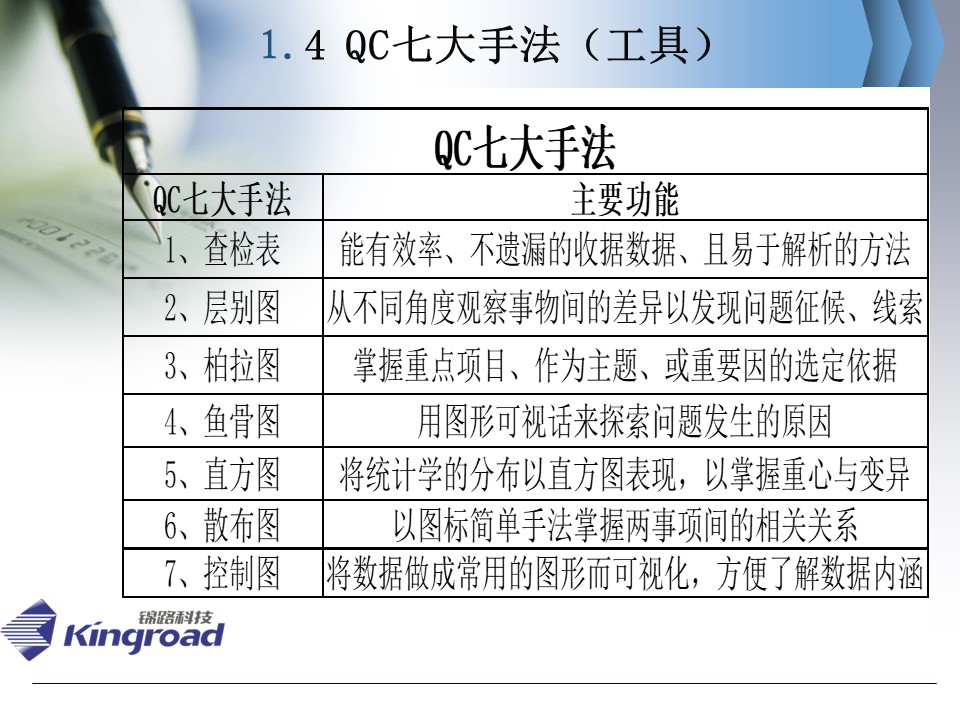 1.4 QC七大手法（工具）
QC七大手法
QC七大手法 主要功能
1、查检表 能有效率、不遗漏的收据数据、且易于解析的方法
2、层别图 从不同角度观察事物间的差异以发现问题征候、线索
3、柏拉图 掌握重点项目、作为主题、或重要因的选定依据
4、鱼骨图 用图形可视话来探索问题发生的原因
5、直方图 将统计学的分布以直方图表现，以掌握重心与变异
6、散布图 以图标简单手法掌握两事项间的相关关系
7、控制图 将数据做成常用的图形而可视化，方便了解数据内涵
锦路科技
Kingroad